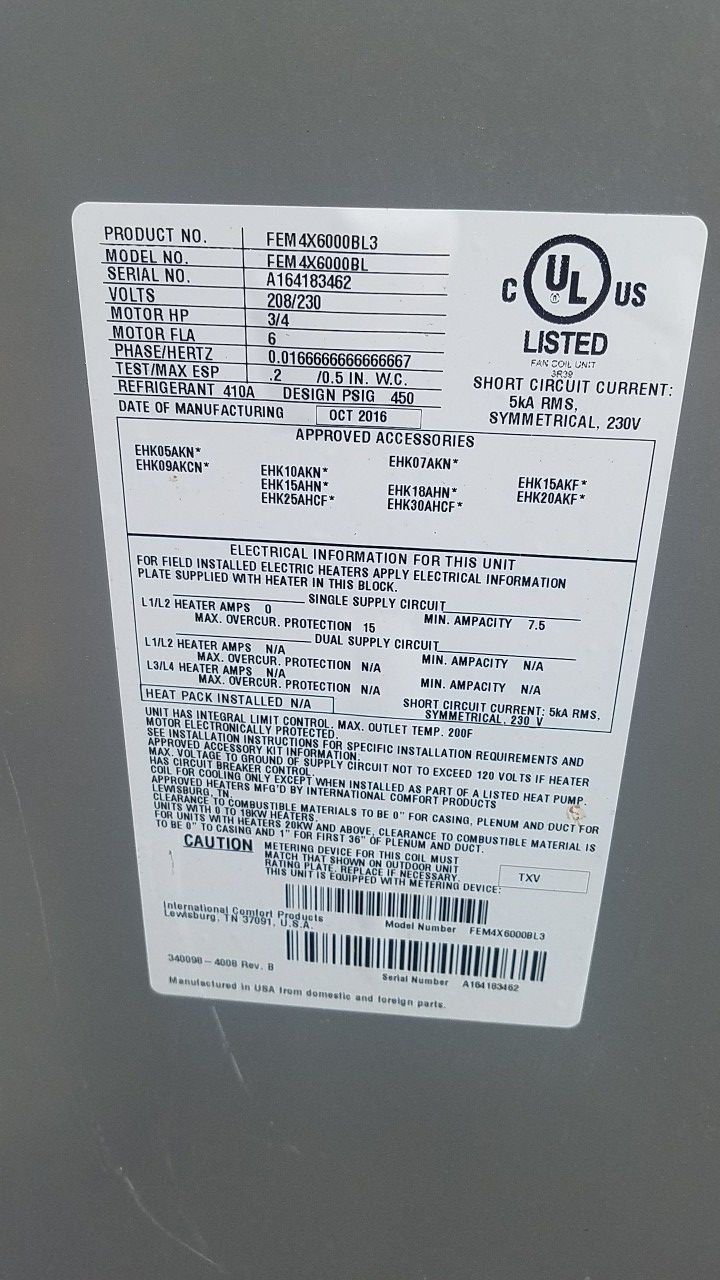 PRODUCT NO. FEM4X6000BL3
MODEL NO. FEM4X6000BL
SERIAL NO. A164183462
VOLTS 208/230
MOTOR HP 3/4
MOTOR FLA 6
PHASE/HERTZ 0.0166666666666667
TEST/MAX ESP .2 /0.5 IN. W.C.
REFRIGERANT 410A DESIGN PSIG 450
DATE OF MANUFACTURING OCT 2016
C UL US
LISTED
FAN COIL UNIT
3R39
SHORT CIRCUIT CURRENT:
5kA RMS,
SYMMETRICAL, 230V
APPROVED ACCESSORIES
EHK05AKN* EHK07AKN*
EHK09AKCN* EHK10AKN* EHK15AKF*
EHK15AHN* EHK18AHN* EHK20AKF*
EHK25AHCF* EHK30AHCF*
ELECTRICAL INFORMATION FOR THIS UNIT
FOR FIELD INSTALLED ELECTRIC HEATERS APPLY ELECTRICAL INFORMATION
PLATE SUPPLIED WITH HEATER IN THIS BLOCK.
SINGLE SUPPLY CIRCUIT
L1/L2 HEATER AMPS 0 MIN. AMPACITY 7.5
MAX. OVERCUR. PROTECTION 15
DUAL SUPPLY CIRCUIT
L1/L2 HEATER AMPS N/A MIN. AMPACITY N/A
MAX. OVERCUR. PROTECTION N/A
L3/L4 HEATER AMPS N/A MIN. AMPACITY N/A
MAX. OVERCUR. PROTECTION N/A
HEAT PACK INSTALLED N/A
SHORT CIRCUIT CURRENT: 5kA RMS,
SYMMETRICAL, 230 V
UNIT HAS INTEGRAL LIMIT CONTROL. MAX. OUTLET TEMP. 200F
MOTOR ELECTRONICALLY PROTECTED.
SEE INSTALLATION INSTRUCTIONS FOR SPECIFIC INSTALLATION REQUIREMENTS AND
APPROVED ACCESSORY KIT INFORMATION.
MAX. VOLTAGE TO GROUND OF SUPPLY CIRCUIT NOT TO EXCEED 120 VOLTS IF HEATER
HAS CIRCUIT BREAKER CONTROL.
COIL FOR COOLING ONLY EXCEPT WHEN INSTALLED AS PART OF A LISTED HEAT PUMP.
APPROVED HEATERS MFG'D BY INTERNATIONAL COMFORT PRODUCTS
LEWISBURG, TN.
CLEARANCE TO COMBUSTIBLE MATERIALS TO BE 0" FOR CASING, PLENUM AND DUCT FOR
UNITS WITH 0 TO 18KW HEATERS.
FOR UNITS WITH HEATERS 20KW AND ABOVE, CLEARANCE TO COMBUSTIBLE MATERIAL IS
TO BE 0" TO CASING AND 1" FOR FIRST 36" OF PLENUM AND DUCT.
CAUTION METERING DEVICE FOR THIS COIL MUST
MATCH THAT SHOWN ON OUTDOOR UNIT
RATING PLATE. REPLACE IF NECESSARY.
THIS UNIT IS EQUIPPED WITH METERING DEVICE: TXV
International Comfort Products
Lewisburg, TN 37091, U.S.A.
Model Number FEM4X6000BL3
340098-4008 Rev. B
Serial Number A164183462
Manufactured in USA from domestic and foreign parts.